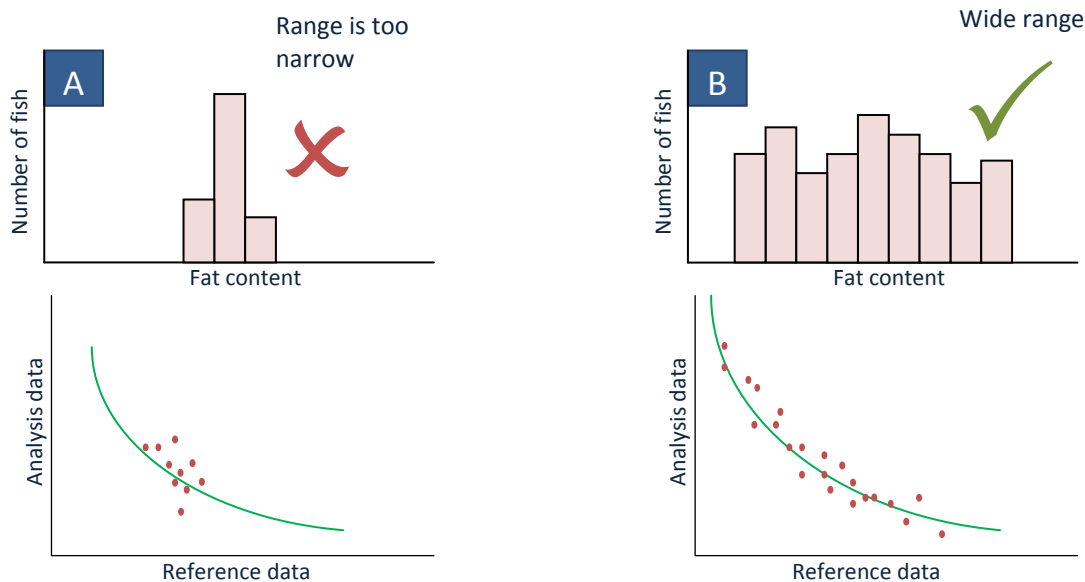 Range is too
narrow
A
Number of fish
Fat content
Analysis data
Reference data
Wide range
B
Number of fish
Fat content
Analysis data
Reference data